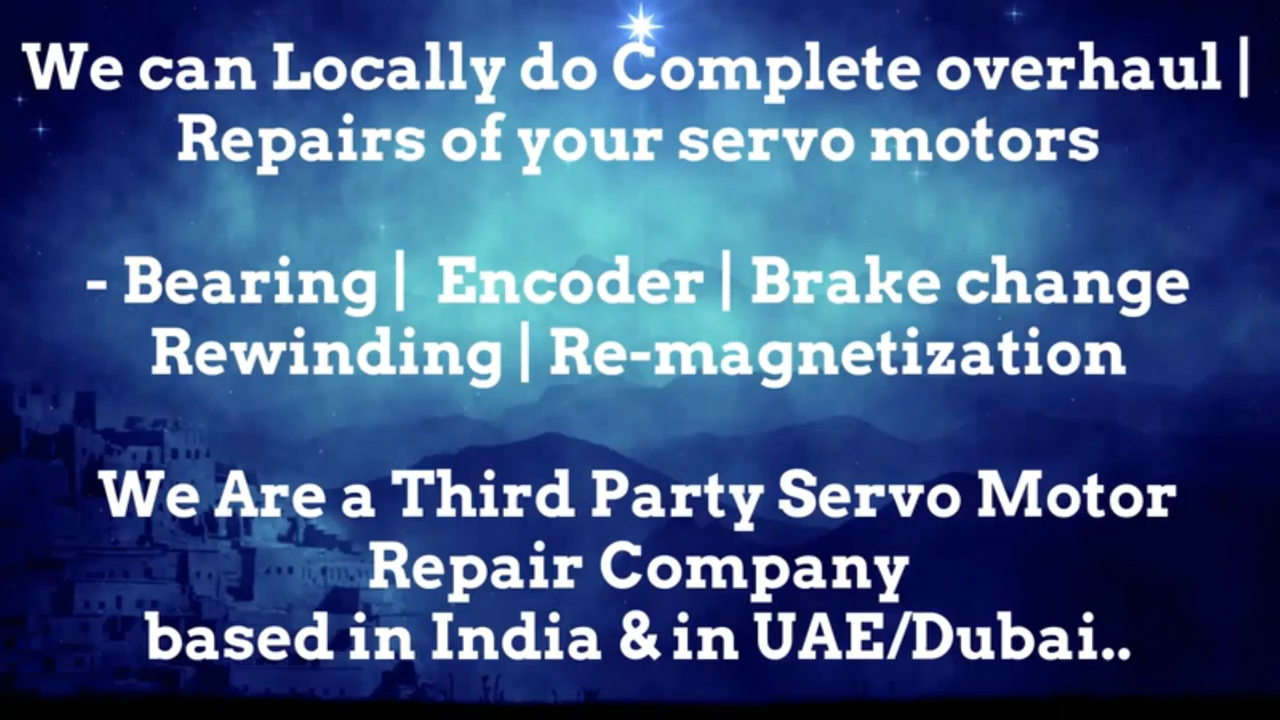 We can Locally do Complete overhaul |
Repairs of your servo motors
- Bearing | Encoder | Brake change
Rewinding | Re-magnetization
We Are a Third Party Servo Motor
Repair Company
based in India & in UAE/Dubai..